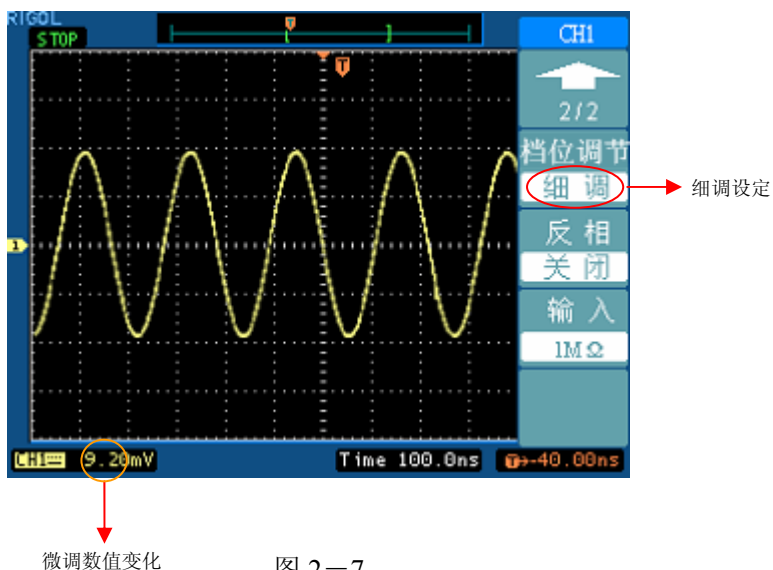 RIGOL
STOP
T
CH1
T
2/2
档位调节
细 调
细调设定
反 相
关 闭
1
输 入
1MΩ
CH1 9.20mV Time 100.0ns T→-40.00ns
微调数值变化
图 2－7